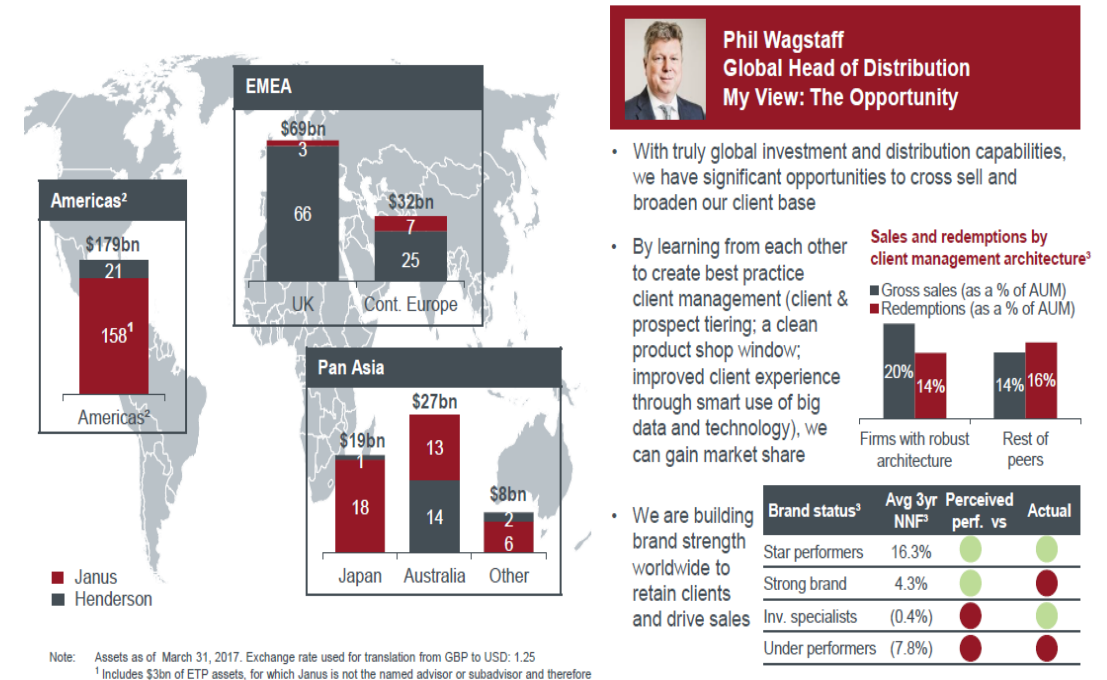 EMEA
$69bn
3
66
UK
$32bn
7
25
Cont. Europe
Americas²
$179bn
21
158¹
Americas²
Pan Asia
$19bn
1
18
Japan
$27bn
13
14
Australia
$8bn
2
6
Other
Janus
Henderson
Note: Assets as of March 31, 2017. Exchange rate used for translation from GBP to USD: 1.25
¹ Includes $3bn of ETP assets, for which Janus is not the named advisor or subadvisor and therefore
Phil Wagstaff
Global Head of Distribution
My View: The Opportunity
• With truly global investment and distribution capabilities,
we have significant opportunities to cross sell and
broaden our client base
• By learning from each other
to create best practice
client management (client &
prospect tiering; a clean
product shop window;
improved client experience
through smart use of big
data and technology), we
can gain market share
Sales and redemptions by
client management architecture³
Gross sales (as a % of AUM)
Redemptions (as a % of AUM)
20% 14% 14% 16%
Firms with robust
architecture
Rest of
peers
• We are building
brand strength
worldwide to
retain clients
and drive sales
Brand status³ Avg 3yr NNF³ Perceived perf. vs Actual
Star performers 16.3%
Strong brand 4.3%
Inv. specialists (0.4%)
Under performers (7.8%)